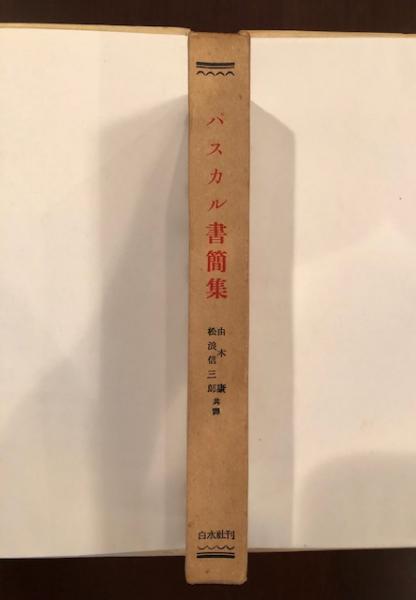 パスカル書簡集
由木 康
松浪信三郎
共譯
白水社刊